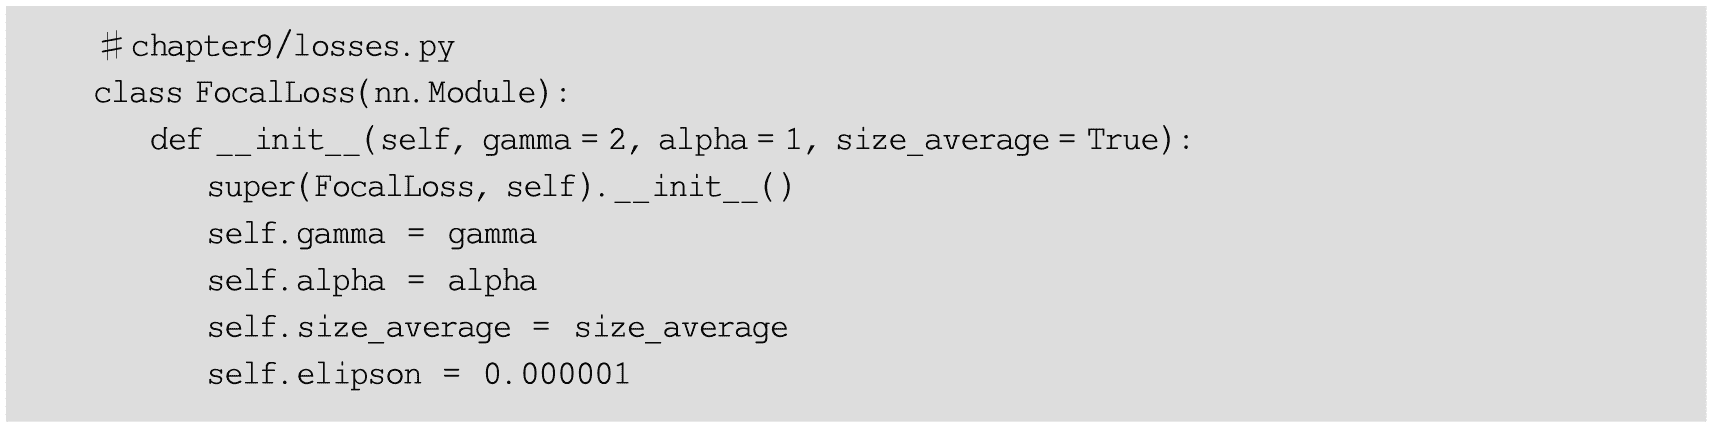 #chapter9/losses.py
class FocalLoss(nn.Module):
    def __init__(self, gamma = 2, alpha = 1, size_average = True):
        super(FocalLoss, self).__init__()
        self.gamma = gamma
        self.alpha = alpha
        self.size_average = size_average
        self.elipson = 0.000001